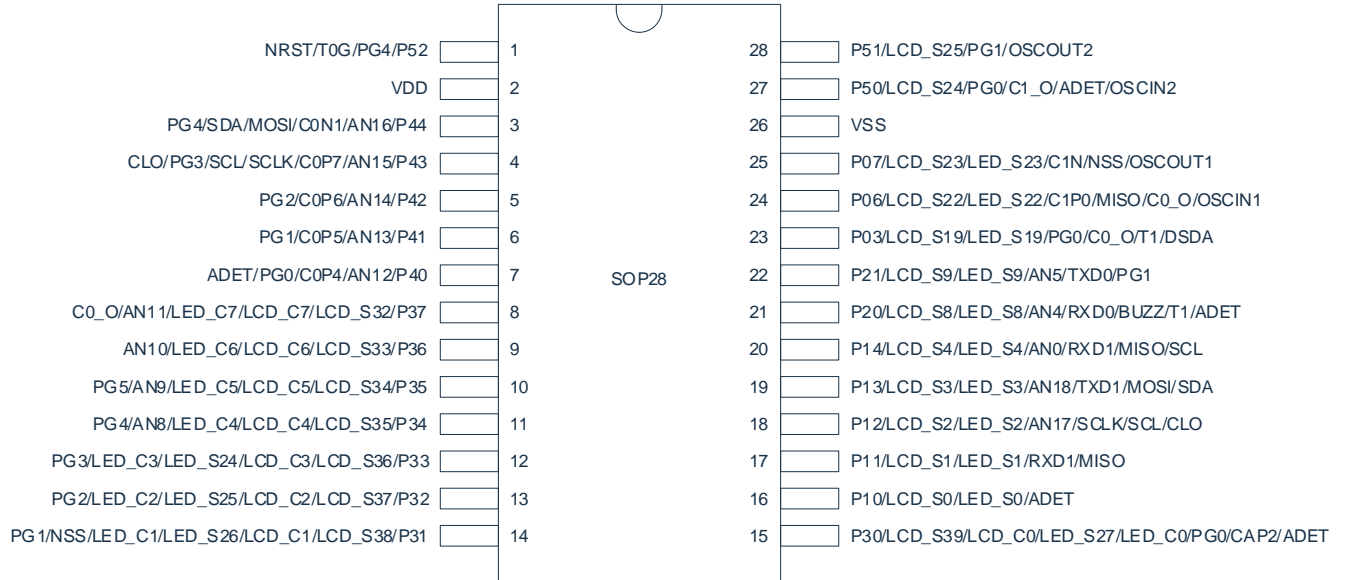 NRST/T0G/PG4/P52 1 28 P51/LCD_S25/PG1/OSCOUT2
VDD 2 27 P50/LCD_S24/PG0/C1_O/ADET/OSCIN2
PG4/SDA/MOSI/C0N1/AN16/P44 3 26 VSS
CLO/PG3/SCL/SCLK/C0P7/AN15/P43 4 25 P07/LCD_S23/LED_S23/C1N/NSS/OSCOUT1
PG2/C0P6/AN14/P42 5 24 P06/LCD_S22/LED_S22/C1P0/MISO/C0_O/OSCIN1
PG1/C0P5/AN13/P41 6 23 P03/LCD_S19/LED_S19/PG0/C0_O/T1/DSDA
ADET/PG0/C0P4/AN12/P40 7 SOP28 22 P21/LCD_S9/LED_S9/AN5/TXD0/PG1
C0_O/AN11/LED_C7/LCD_C7/LCD_S32/P37 8 21 P20/LCD_S8/LED_S8/AN4/RXD0/BUZZ/T1/ADET
AN10/LED_C6/LCD_C6/LCD_S33/P36 9 20 P14/LCD_S4/LED_S4/AN0/RXD1/MISO/SCL
PG5/AN9/LED_C5/LCD_C5/LCD_S34/P35 10 19 P13/LCD_S3/LED_S3/AN18/TXD1/MOSI/SDA
PG4/AN8/LED_C4/LCD_C4/LCD_S35/P34 11 18 P12/LCD_S2/LED_S2/AN17/SCLK/SCL/CLO
PG3/LED_C3/LED_S24/LCD_C3/LCD_S36/P33 12 17 P11/LCD_S1/LED_S1/RXD1/MISO
PG2/LED_C2/LED_S25/LCD_C2/LCD_S37/P32 13 16 P10/LCD_S0/LED_S0/ADET
PG1/NSS/LED_C1/LED_S26/LCD_C1/LCD_S38/P31 14 15 P30/LCD_S39/LCD_C0/LED_S27/LED_C0/PG0/CAP2/ADET